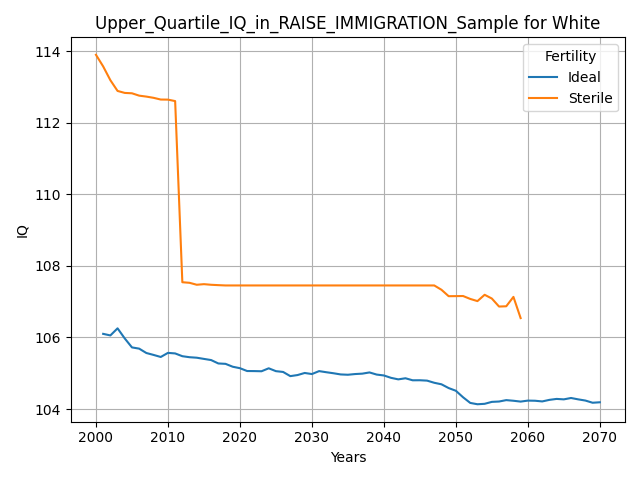 Upper_Quartile_IQ_in_RAISE_IMMIGRATION_Sample for White
Fertility
Ideal
Sterile
114
112
110
108
106
104
IQ
2000 2010 2020 2030 2040 2050 2060 2070
Years